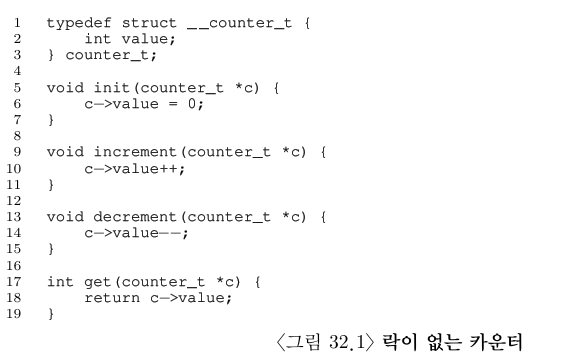 1 typedef struct __counter_t {
2 int value;
3 } counter_t;
4
5 void init(counter_t *c) {
6 c->value = 0;
7 }
8
9 void increment(counter_t *c) {
10 c->value++;
11 }
12
13 void decrement(counter_t *c) {
14 c->value--;
15 }
16
17 int get(counter_t *c) {
18 return c->value;
19 }
〈그림 32.1〉 락이 없는 카운터